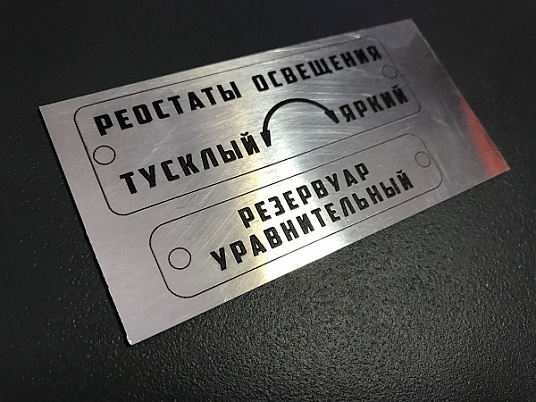 РЕОСТАТЫ ОСВЕЩЕНИЯ
ТУСКЛЫЙ ЯРКИЙ
РЕЗЕРВУАР
УРАВНИТЕЛЬНЫЙ